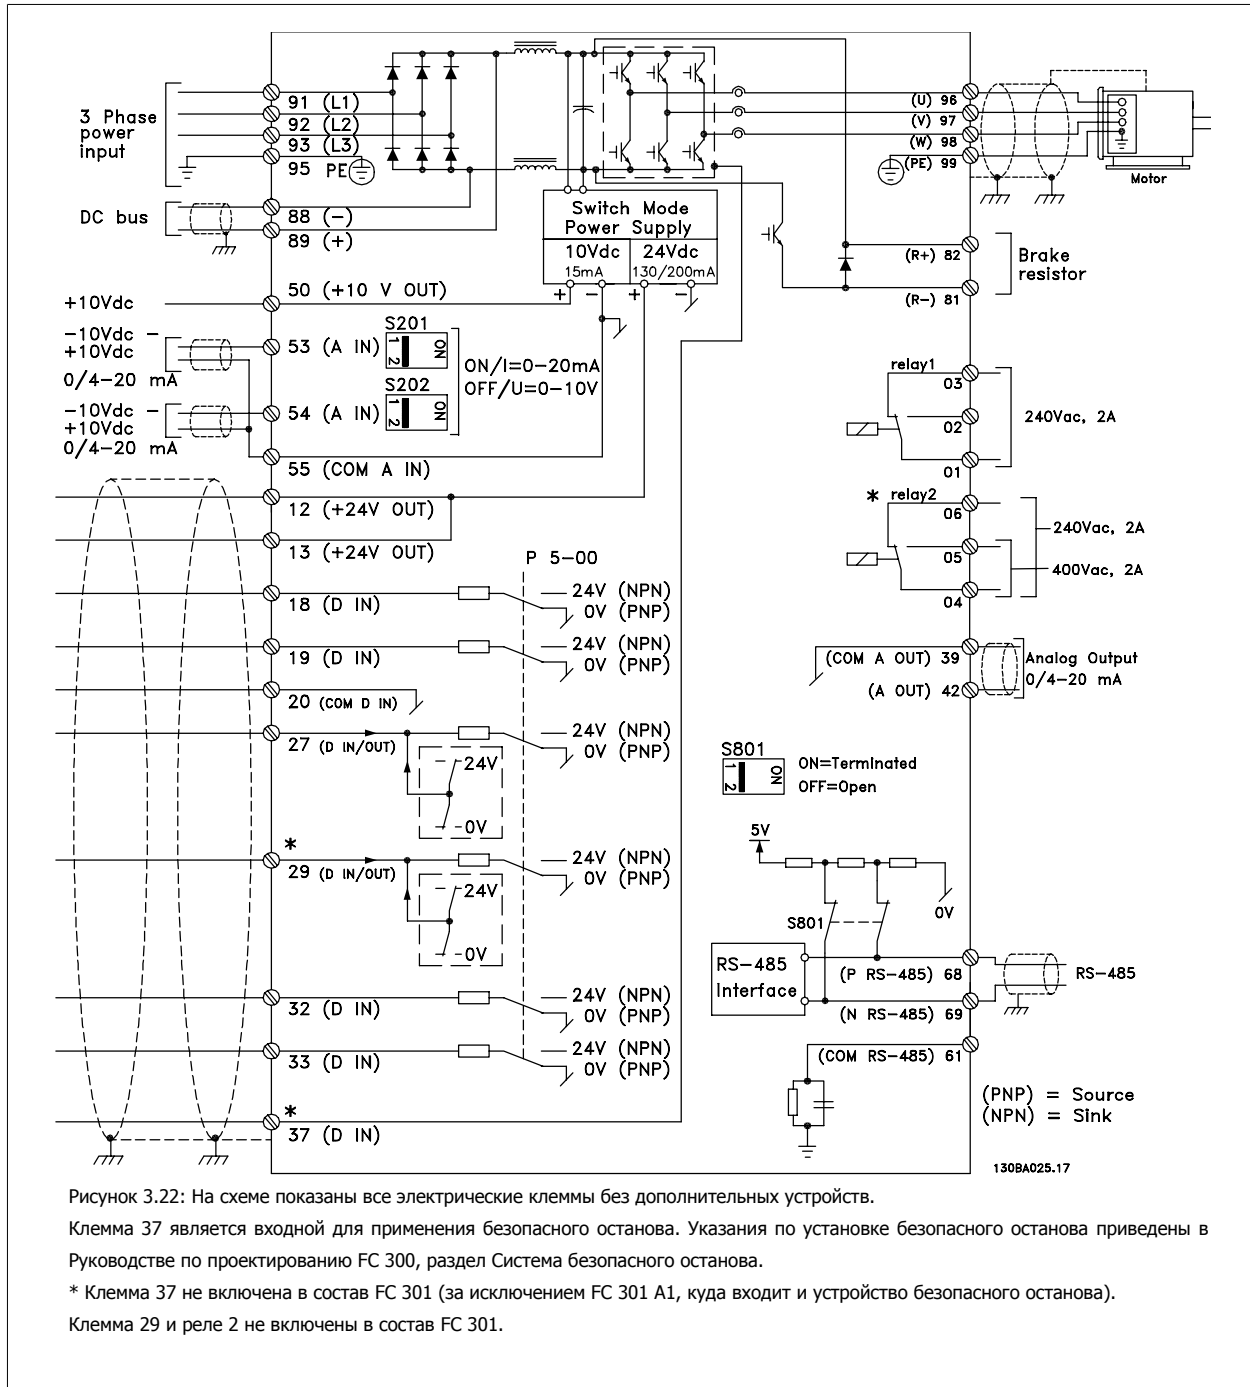 3 Phase
power
input
91 (L1)
92 (L2)
93 (L3)
95 PE
DC bus
88 (-)
89 (+)
+10Vdc
50 (+10 V OUT)
-10Vdc -
+10Vdc
0/4-20 mA
53 (A IN)
S201
1 2
ON
ON/I=0-20mA
OFF/U=0-10V
-10Vdc -
+10Vdc
0/4-20 mA
54 (A IN)
S202
1 2
ON
55 (COM A IN)
12 (+24V OUT)
13 (+24V OUT)
P 5-00
18 (D IN)
24V (NPN)
0V (PNP)
19 (D IN)
24V (NPN)
0V (PNP)
20 (COM D IN)
27 (D IN/OUT)
24V (NPN)
0V (PNP)
24V
0V
*
29 (D IN/OUT)
24V (NPN)
0V (PNP)
24V
0V
32 (D IN)
24V (NPN)
0V (PNP)
33 (D IN)
24V (NPN)
0V (PNP)
*
37 (D IN)
Switch Mode
Power Supply
10Vdc
15mA
24Vdc
130/200mA
+ - + -
(U) 96
(V) 97
(W) 98
(PE) 99
Motor
(R+) 82
(R-) 81
Brake
resistor
relay1
03
02
01
240Vac, 2A
* relay2
06
05
04
240Vac, 2A
400Vac, 2A
(COM A OUT) 39
(A OUT) 42
Analog Output
0/4-20 mA
S801
1 2
ON
ON=Terminated
OFF=Open
5V
0V
S801
RS-485
Interface
(P RS-485) 68
(N RS-485) 69
RS-485
(COM RS-485) 61
(PNP) = Source
(NPN) = Sink
130BA025.17
Рисунок 3.22: На схеме показаны все электрические клеммы без дополнительных устройств.
Клемма 37 является входной для применения безопасного останова. Указания по установке безопасного останова приведены в
Руководстве по проектированию FC 300, раздел Система безопасного останова.
* Клемма 37 не включена в состав FC 301 (за исключением FC 301 A1, куда входит и устройство безопасного останова).
Клемма 29 и реле 2 не включены в состав FC 301.